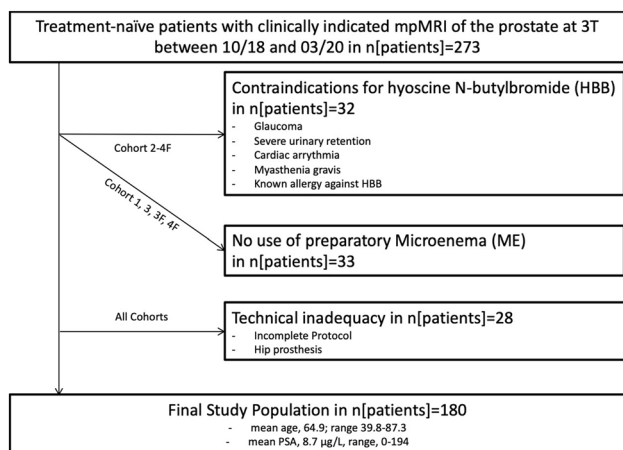 Treatment-naïve patients with clinically indicated mpMRI of the prostate at 3T
between 10/18 and 03/20 in n[patients]=273
Contraindications for hyoscine N-butylbromide (HBB)
in n[patients]=32
- Glaucoma
- Severe urinary retention
- Cardiac arrythmia
- Myasthenia gravis
- Known allergy against HBB
Cohort 2-4F
Cohort 1, 3, 3F, 4F
No use of preparatory Microenema (ME)
in n[patients]=33
All Cohorts
Technical inadequacy in n[patients]=28
- Incomplete Protocol
- Hip prosthesis
Final Study Population in n[patients]=180
- mean age, 64.9; range 39.8-87.3
- mean PSA, 8.7 µg/L, range, 0-194